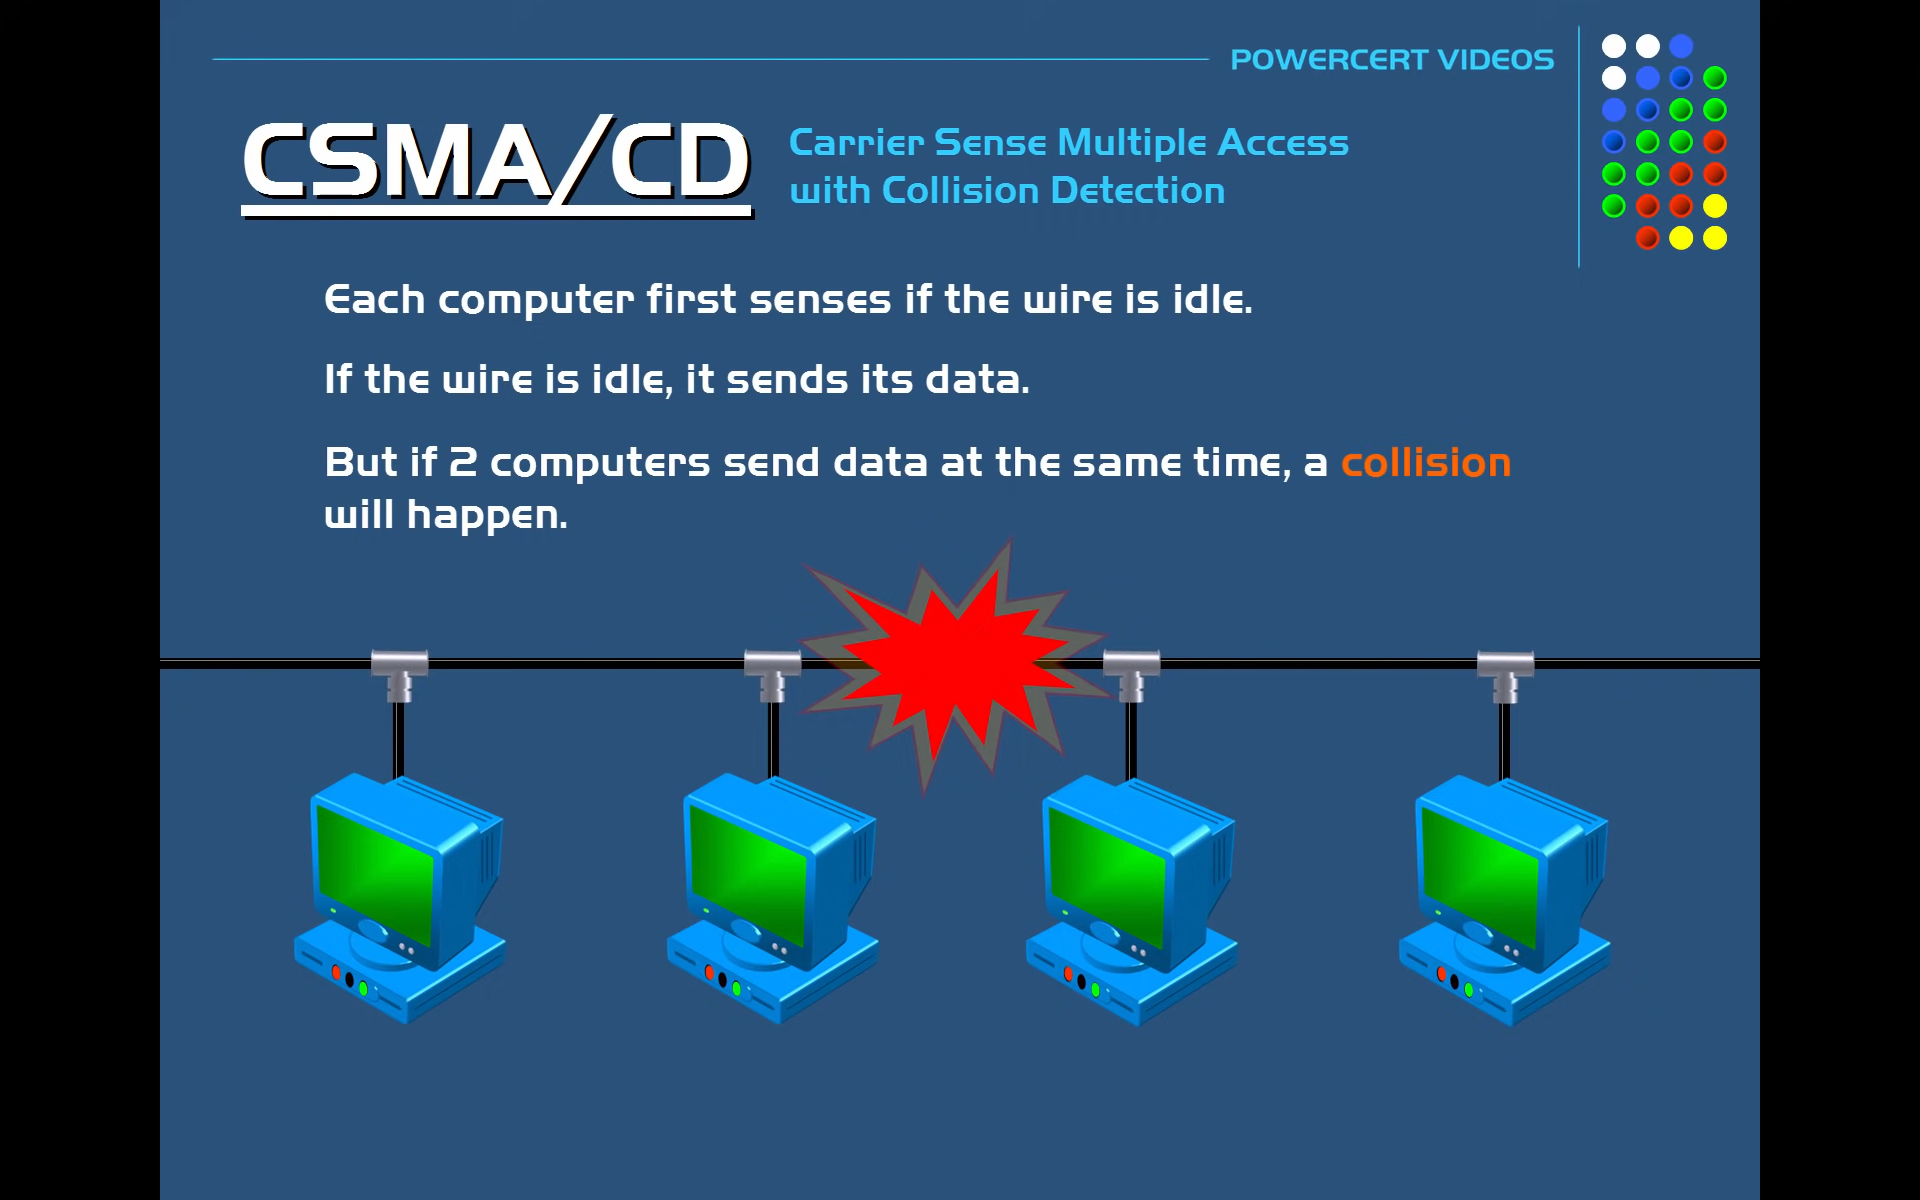 POWERCERT VIDEOS
CSMA/CD
Carrier Sense Multiple Access
with Collision Detection
Each computer first senses if the wire is idle.
If the wire is idle, it sends its data.
But if 2 computers send data at the same time, a collision
will happen.